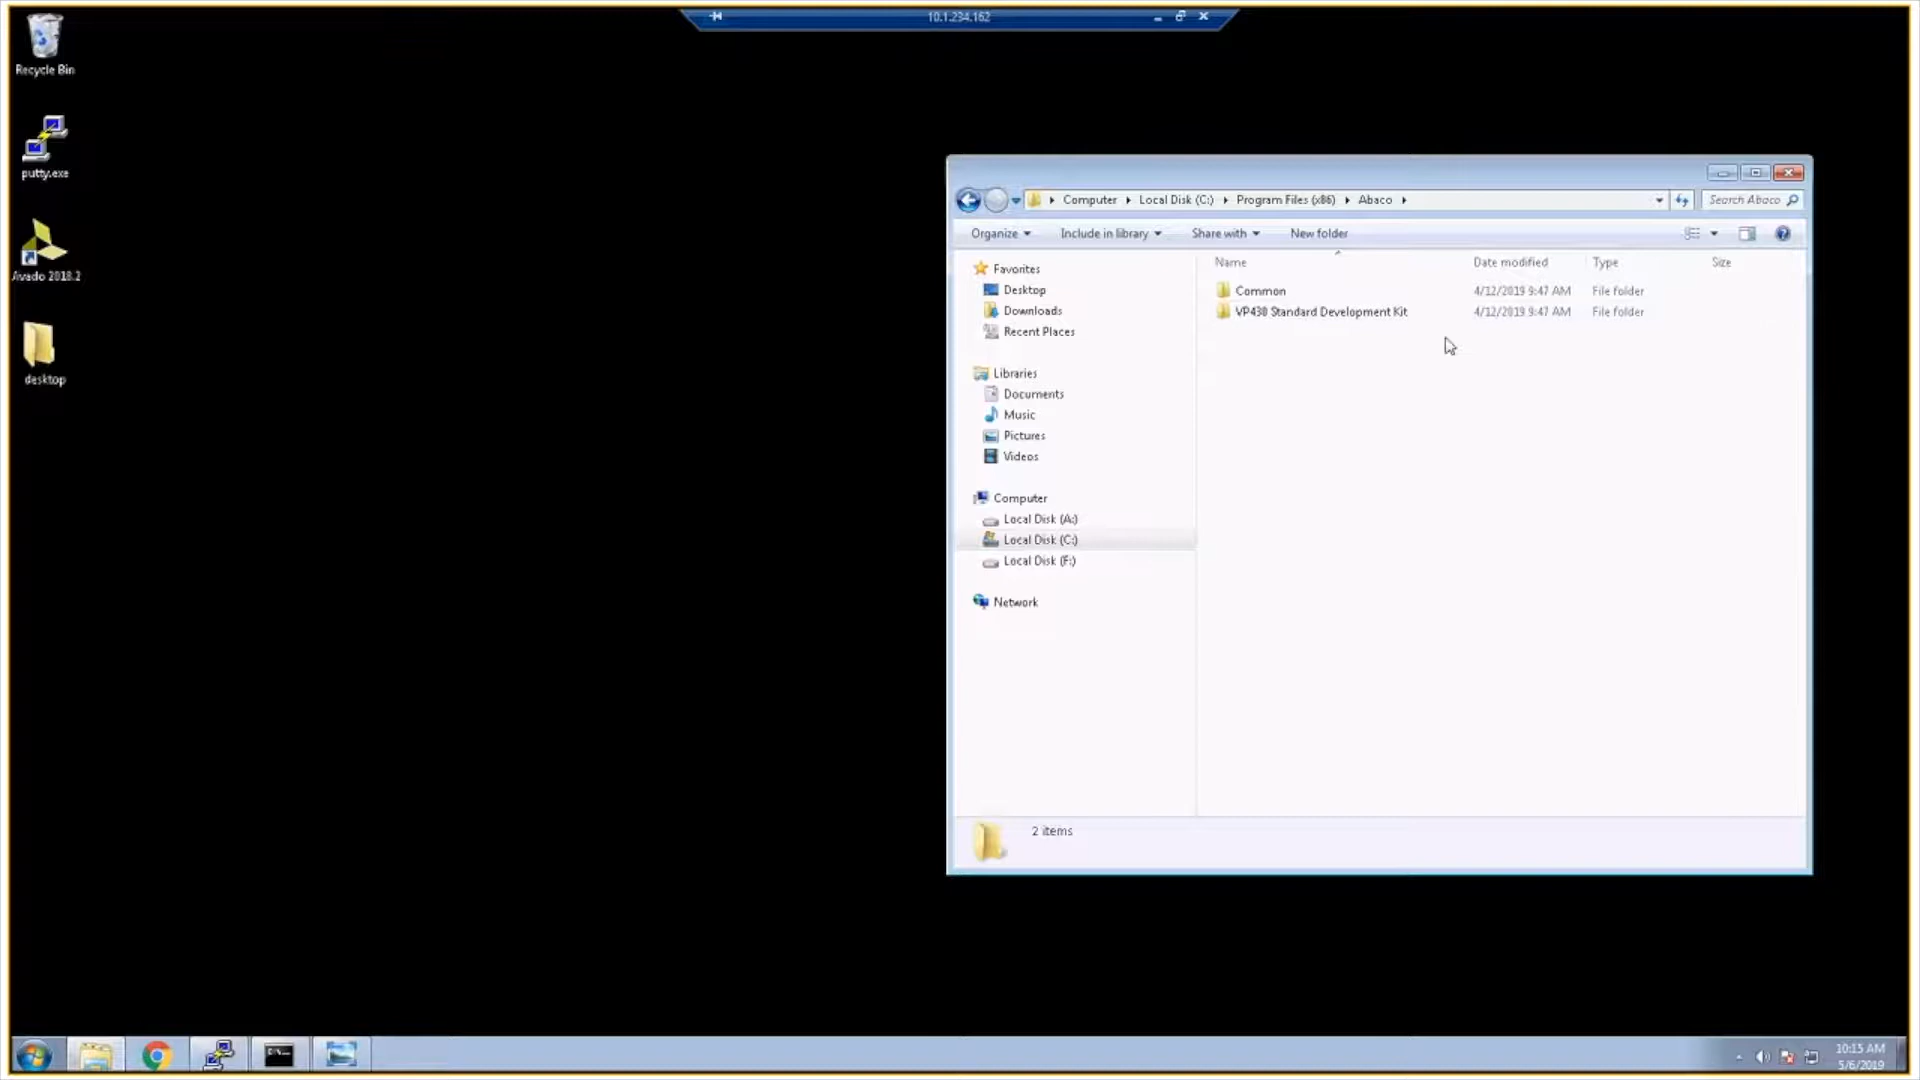 10.1.234.162
Recycle Bin
putty.exe
Vivado 2018.2
desktop
Computer Local Disk (C:) Program Files (x86) Abaco
Search Abaco
Organize Include in library Share with New folder
Name Date modified Type Size
Common 4/12/2019 9:47 AM File folder
VP430 Standard Development Kit 4/12/2019 9:47 AM File folder
Favorites
Desktop
Downloads
Recent Places
Libraries
Documents
Music
Pictures
Videos
Computer
Local Disk (A:)
Local Disk (C:)
Local Disk (F:)
Network
2 items
10:15 AM
5/6/2019